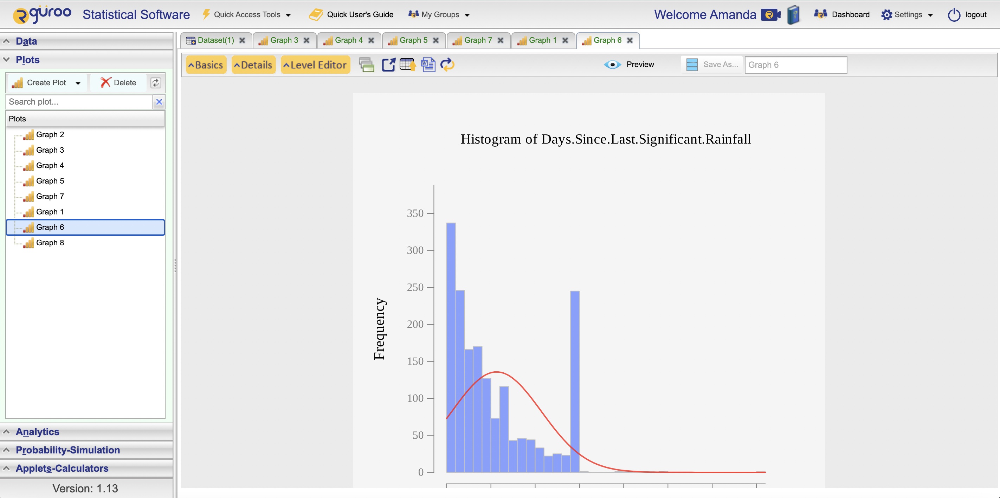 Rgüroo Statistical Software Quick Access Tools Quick User's Guide My Groups Welcome Amanda Dashboard Settings logout
Data
Plots
Create Plot Delete
Search plot...
Plots
Graph 2
Graph 3
Graph 4
Graph 5
Graph 7
Graph 1
Graph 6
Graph 8
Analytics
Probability-Simulation
Applets-Calculators
Version: 1.13
Dataset(1) Graph 3 Graph 4 Graph 5 Graph 7 Graph 1 Graph 6
Basics Details Level Editor Preview Save As... Graph 6
Histogram of Days.Since.Last.Significant.Rainfall
Frequency
350
300
250
200
150
100
50
0